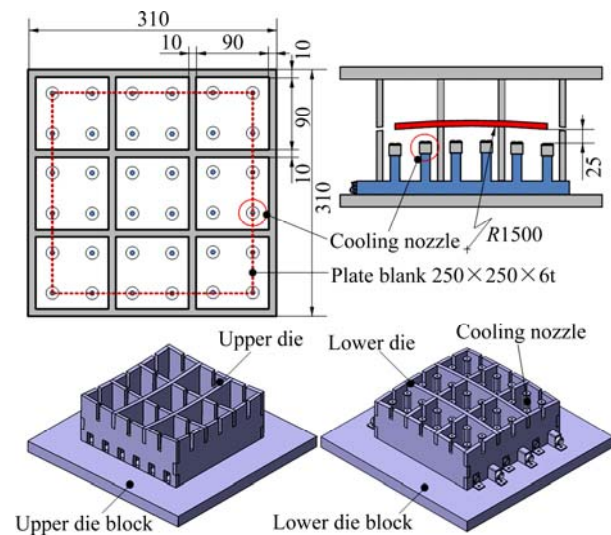 310
10
90
10
90
10
310
25
Cooling nozzle
R1500
Plate blank 250×250×6t
Upper die
Lower die
Cooling nozzle
Upper die block
Lower die block